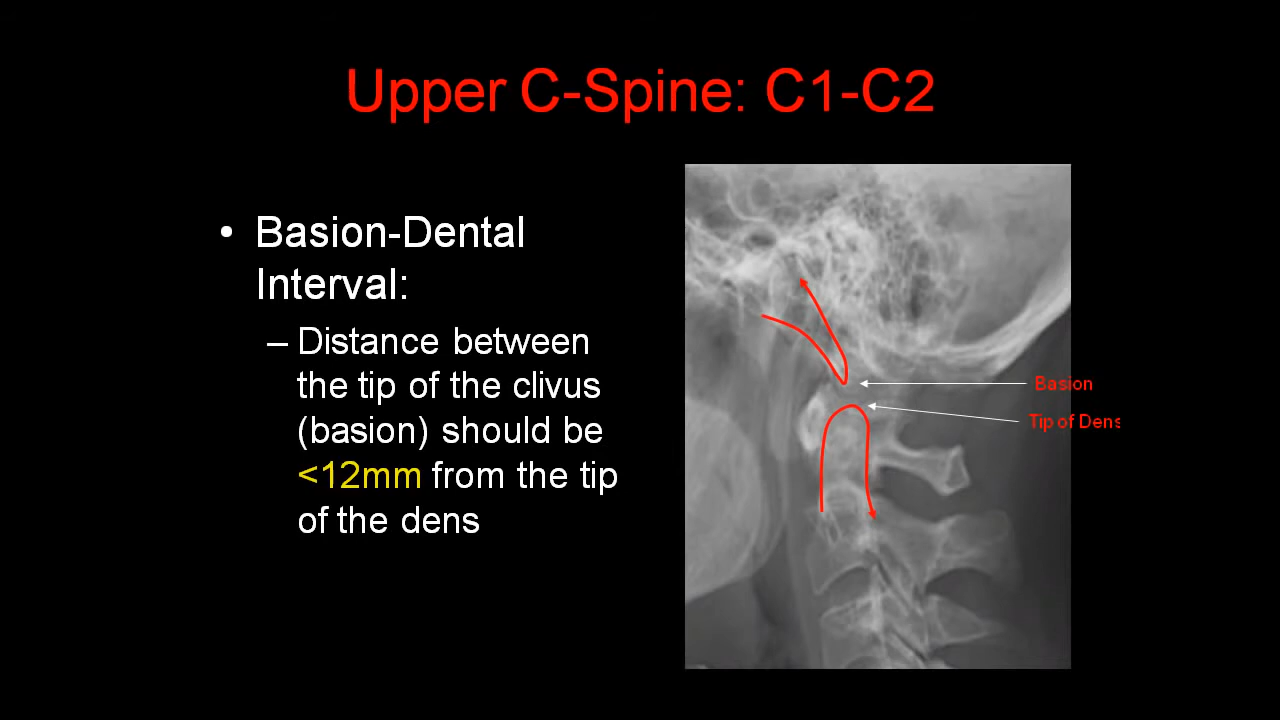 Upper C-Spine: C1-C2
• Basion-Dental
Interval:
– Distance between
the tip of the clivus
(basion) should be
<12mm from the tip
of the dens
Basion
Tip of Dens